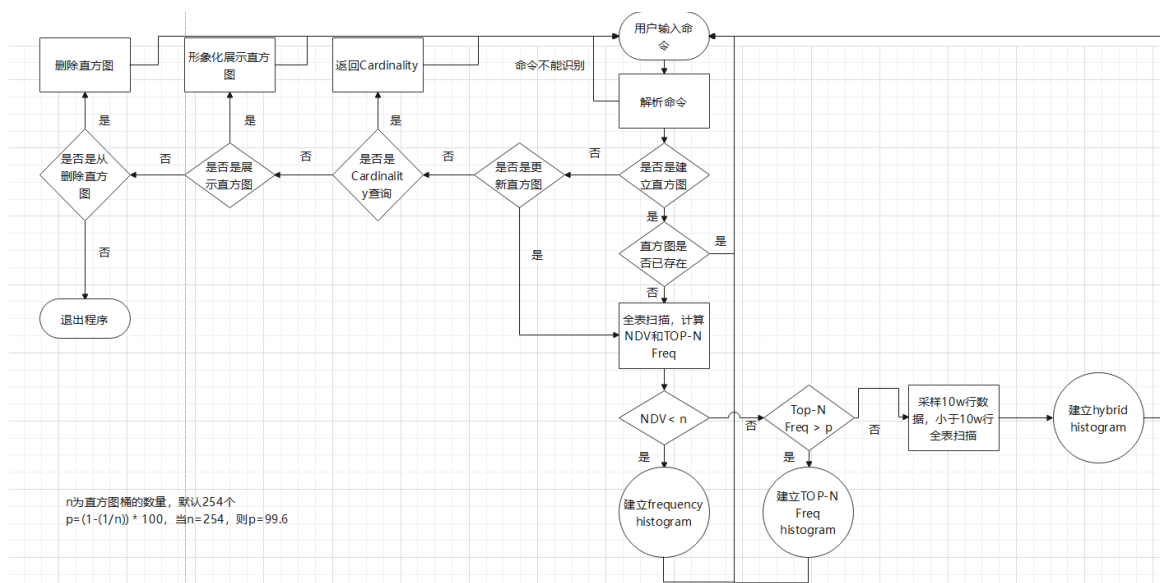 用户输入命
令
删除直方图
形象化展示直方
图
返回Cardinality
命令不能识别
解析命令
是
是
是
是否是从
删除直方
图
否
是否是展
示直方图
否
是否是
Cardinalit
y查询
否
是否是更
新直方图
否
是否是建
立直方图
是
否
是
直方图是
否已存在
是
否
退出程序
全表扫描，计算
NDV和TOP-N
Freq
NDV < n
否
Top-N
Freq > p
否
采样10w行数
据，小于10w行
全表扫描
建立hybrid
histogram
是
是
建立frequency
histogram
建立TOP-N
Freq
histogram
n为直方图桶的数量，默认254个
p=(1-(1/n)) * 100，当n=254，则p=99.6